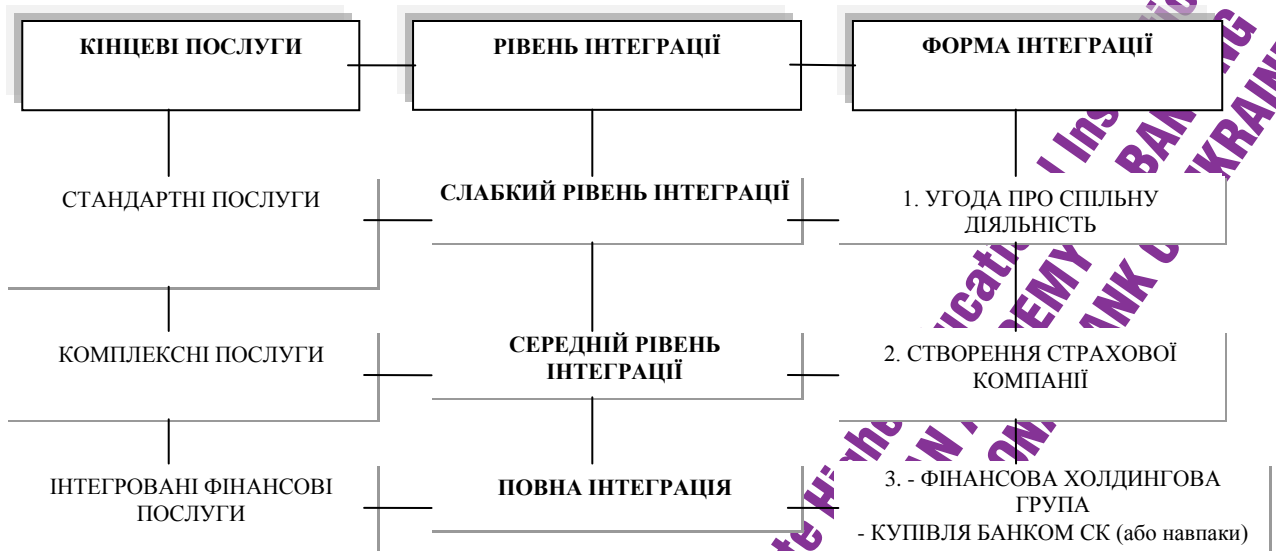 КІНЦЕВІ ПОСЛУГИ
РІВЕНЬ ІНТЕГРАЦІЇ
ФОРМА ІНТЕГРАЦІЇ
СТАНДАРТНІ ПОСЛУГИ
СЛАБКИЙ РІВЕНЬ ІНТЕГРАЦІЇ
1. УГОДА ПРО СПІЛЬНУ
ДІЯЛЬНІСТЬ
КОМПЛЕКСНІ ПОСЛУГИ
СЕРЕДНІЙ РІВЕНЬ
ІНТЕГРАЦІЇ
2. СТВОРЕННЯ СТРАХОВОЇ
КОМПАНІЇ
ІНТЕГРОВАНІ ФІНАНСОВІ
ПОСЛУГИ
ПОВНА ІНТЕГРАЦІЯ
3. - ФІНАНСОВА ХОЛДИНГОВА
ГРУПА
- КУПІВЛЯ БАНКОМ СК (або навпаки)